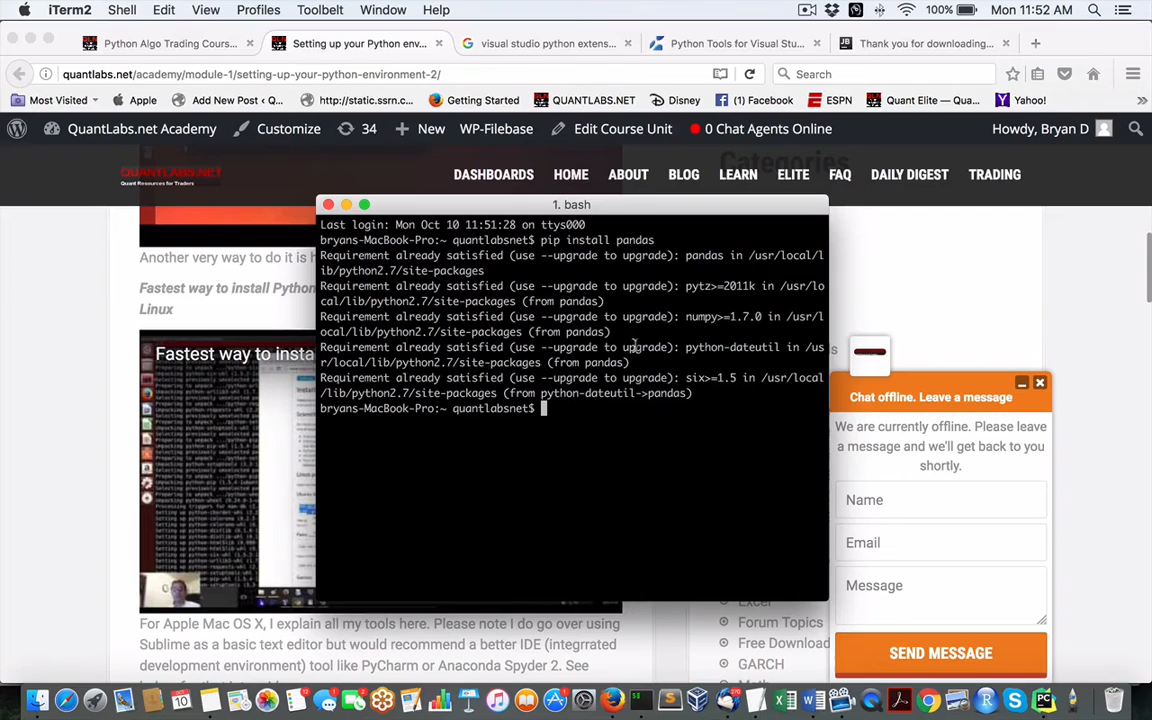 iTerm2 Shell Edit View Profiles Toolbelt Window Help 100% Mon 11:52 AM
Python Algo Trading Cours... × Setting up your Python env... × visual studio python extens... × Python Tools for Visual Stu... × Thank you for downloading... × +
quantlabs.net/academy/module-1/setting-up-your-python-environment-2/ Search
Most Visited Apple Add New Post ‹ Q... http://static.ssrn.c... Getting Started QUANTLABS.NET Disney (1) Facebook ESPN Quant Elite — Qua... Yahoo!
QuantLabs.net Academy Customize 34 New WP-Filebase Edit Course Unit 0 Chat Agents Online Howdy, Bryan D
Categories
QUANTLABS.NET
Quant Resources for Traders
DASHBOARDS HOME ABOUT BLOG LEARN ELITE FAQ DAILY DIGEST TRADING
1. bash
Last login: Mon Oct 10 11:51:28 on ttys000
bryans-MacBook-Pro:~ quantlabsnet$ pip install pandas
Requirement already satisfied (use --upgrade to upgrade): pandas in /usr/local/l
ib/python2.7/site-packages
Requirement already satisfied (use --upgrade to upgrade): pytz>=2011k in /usr/lo
cal/lib/python2.7/site-packages (from pandas)
Requirement already satisfied (use --upgrade to upgrade): numpy>=1.7.0 in /usr/l
ocal/lib/python2.7/site-packages (from pandas)
Requirement already satisfied (use --upgrade to upgrade): python-dateutil in /us
r/local/lib/python2.7/site-packages (from pandas)
Requirement already satisfied (use --upgrade to upgrade): six>=1.5 in /usr/local
/lib/python2.7/site-packages (from python-dateutil->pandas)
bryans-MacBook-Pro:~ quantlabsnet$
Another very way to do it is h
Fastest way to install Python
Linux
Fastest way to insta
For Apple Mac OS X, I explain all my tools here. Please note I do go over using
Sublime as a basic text editor but would recommend a better IDE (integrrated
development environment) tool like PyCharm or Anaconda Spyder 2. See
Chat offline. Leave a message
We are currently offline. Please leave
a message and we'll get back to you
shortly.
Name
Email
Message
SEND MESSAGE
Excel
Forum Topics
Free Download
GARCH